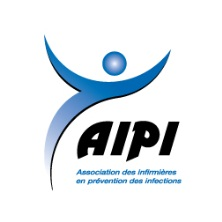 AIPI
Association des infirmières
en prévention des infections